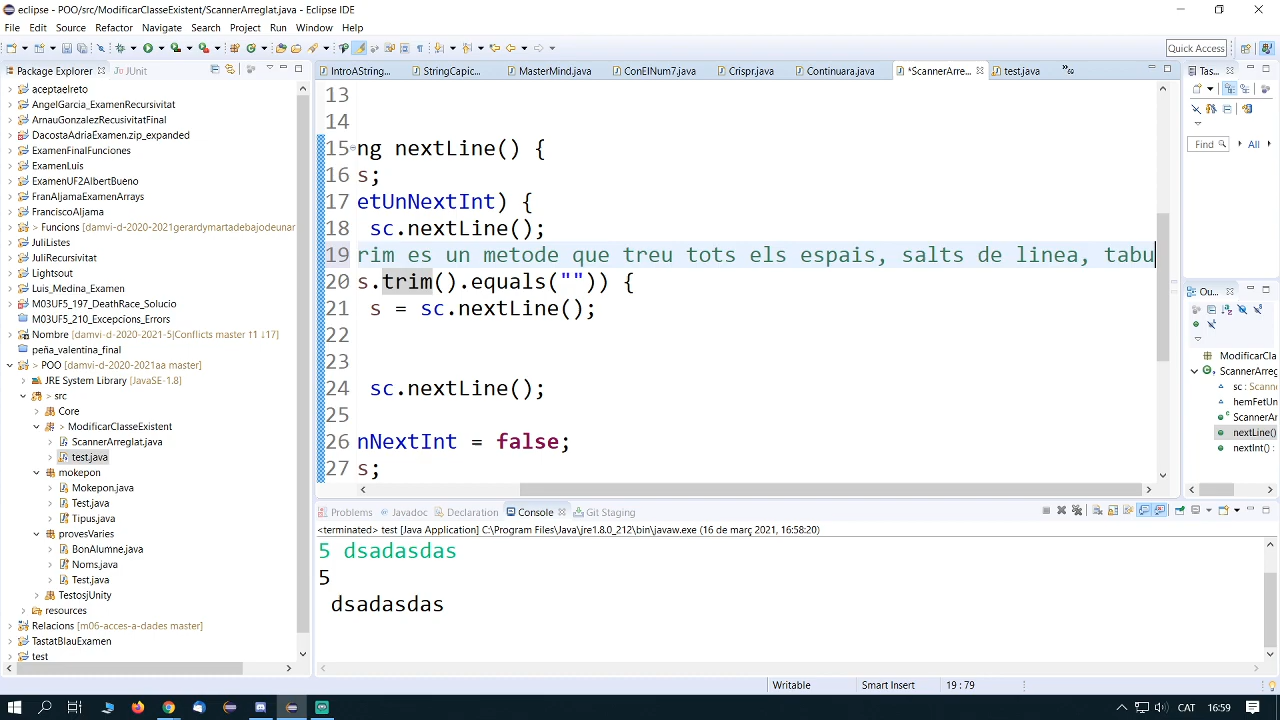 eclipse - POO/src/ModificarClasseExistent/ScannerArreglat.java - Eclipse IDE
File Edit Source Refactor Navigate Search Project Run Window Help
Quick Access
Package Explorer JUnit
IntroAString... StringCapic... MasterMind.java ConEINum7.java Crispr.java Continuara.java *ScannerArre... test.java »26
Tas...
Find All
aceptaelreto
AngelGarcia_ExamenRecursivitat
ArnauGonzalezRecusivitatFinal
DacostaAdriaExamen.zip_expanded
ExamenFinalFunciones
ExamenLuis
ExamenUF2AlbertBueno
FranAljamaExamenArrays
FranciscoAljama
> Funcions [damvi-d-2020-2021gerardymartadebajodeunar
JuliListes
JuliRecursivitat
Lightsout
Luis_Medina_Examen
M03UF5_197_DeathRace_Solucio
M03UF5_210_Excepcions_Errors
> Nombre [damvi-d-2020-2021-5|Conflicts master ↑1 ↓17]
peña_valentina_final
> POO [damvi-d-2020-2021aa master]
JRE System Library [JavaSE-1.8]
> src
Core
> ModificarClasseExistent
ScannerArreglat.java
test.java
mokepon
Mokepon.java
Test.java
Tipus.java
provesVaries
BonAlumne.java
Noms.java
Test.java
TestosjUnity
resources
Relacions [m06-acces-a-dades master]
TastatBlauExamen
test
13
14
15 ng nextLine() {
16 s;
17 etUnNextInt) {
18 sc.nextLine();
19 rim es un metode que treu tots els espais, salts de linea, tabu
20 s.trim().equals("")) {
21 s = sc.nextLine();
22
23
24 sc.nextLine();
25
26 nNextInt = false;
27 s;
Ou...
ModificarCla
ScannerArreg
sc : Scanne
hemFetUn
ScannerAr
nextLine()
nextInt() :
Problems Javadoc Declaration Console Git Staging
<terminated> test [Java Application] C:\Program Files\Java\jre1.8.0_212\bin\javaw.exe (16 de març 2021, 16:58:20)
5 dsadasdas
5
dsadasdas
Writable Smart Insert 19 : 79
CAT 16:59